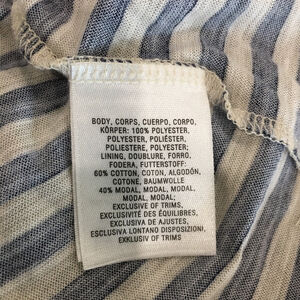 BODY, CORPS, CUERPO, CORPO,
KÖRPER: 100% POLYESTER,
POLYESTER, POLIÉSTER,
POLIESTERE, POLYESTER;
LINING, DOUBLURE, FORRO,
FODERA, FUTTERSTOFF:
60% COTTON, COTON, ALGODÓN,
COTONE, BAUMWOLLE
40% MODAL, MODAL, MODAL,
MODAL, MODAL;
EXCLUSIVE OF TRIMS,
EXCLUSIVITÉ DES ÉQUILIBRES,
EXCLUSIVA DE AJUSTES,
ESCLUSIVA LONTANO DISPOSIZIONI,
EXKLUSIV OF TRIMS